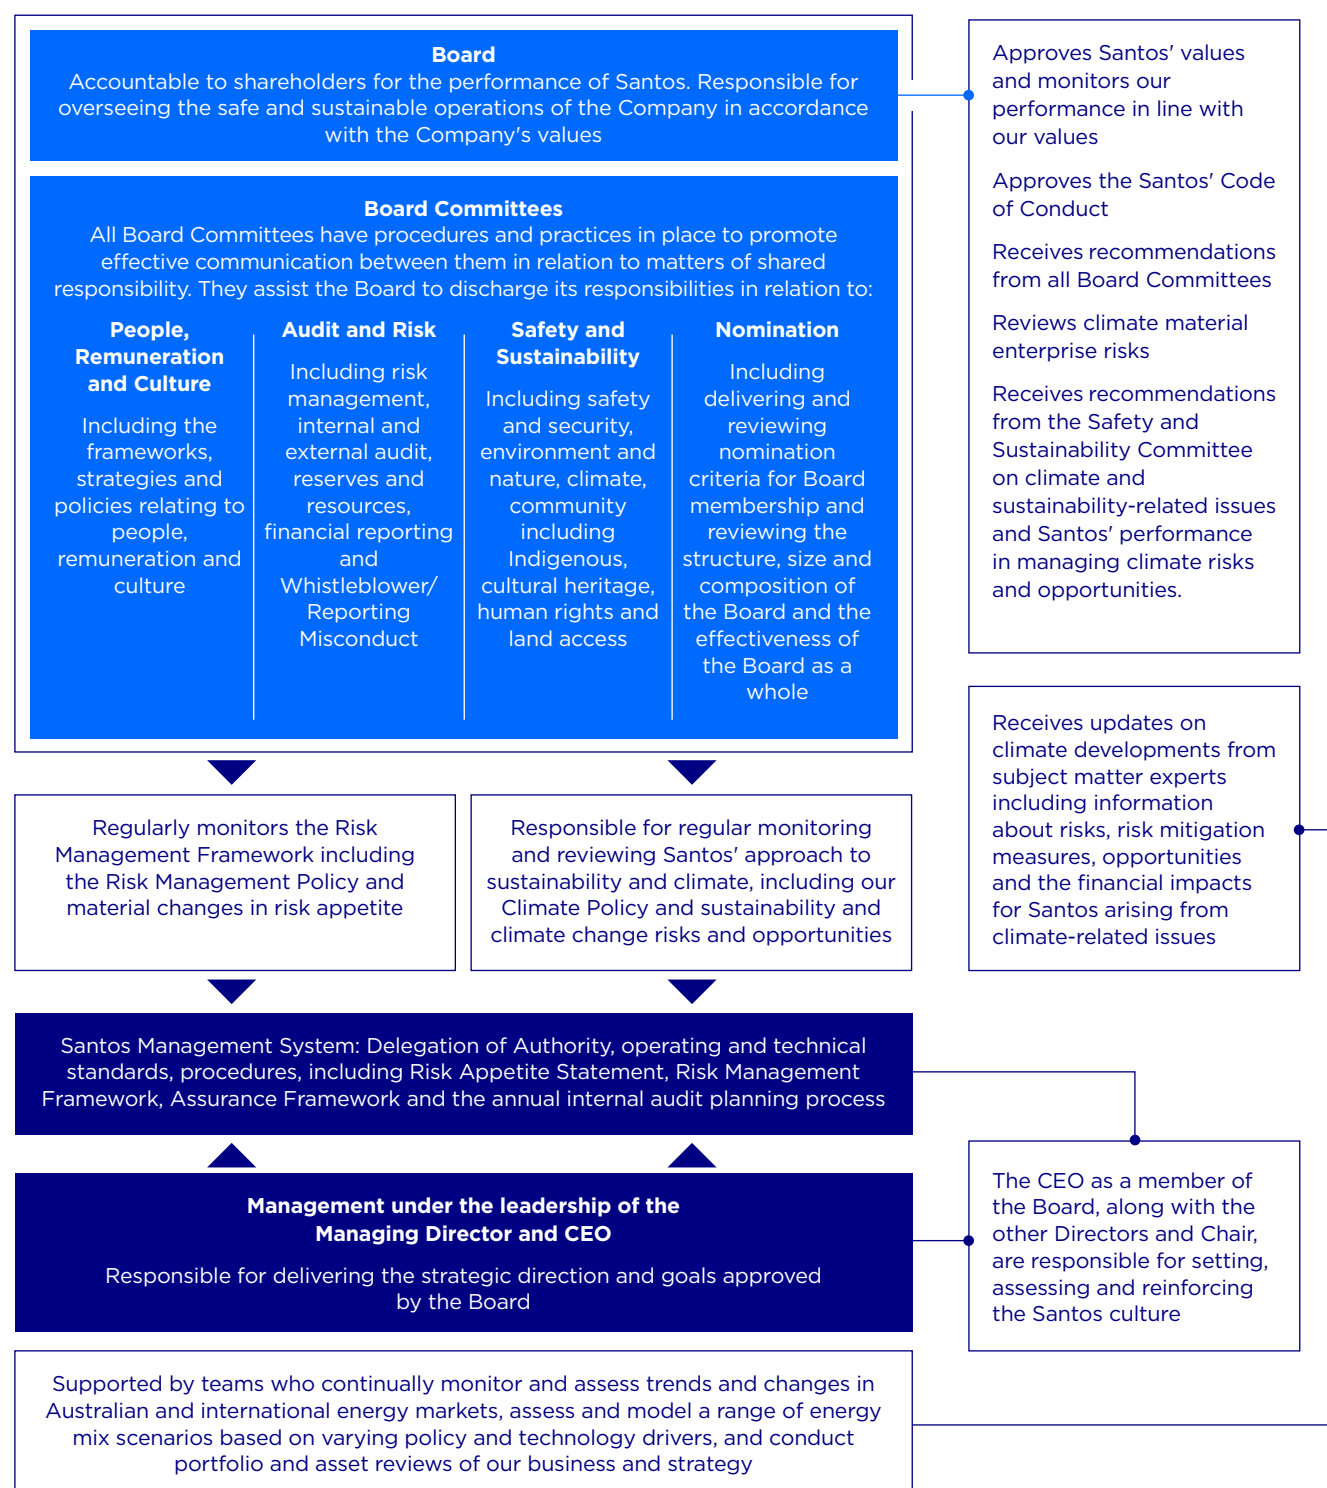 Board
Accountable to shareholders for the performance of Santos. Responsible for
overseeing the safe and sustainable operations of the Company in accordance
with the Company's values
Board Committees
All Board Committees have procedures and practices in place to promote
effective communication between them in relation to matters of shared
responsibility. They assist the Board to discharge its responsibilities in relation to:
People,
Remuneration
and Culture
Including the
frameworks,
strategies and
policies relating to
people,
remuneration and
culture
Audit and Risk
Including risk
management,
internal and
external audit,
reserves and
resources,
financial reporting
and
Whistleblower/
Reporting
Misconduct
Safety and
Sustainability
Including safety
and security,
environment and
nature, climate,
community
including
Indigenous,
cultural heritage,
human rights and
land access
Nomination
Including
delivering and
reviewing
nomination
criteria for Board
membership and
reviewing the
structure, size and
composition of
the Board and the
effectiveness of
the Board as a
whole
Approves Santos' values
and monitors our
performance in line with
our values
Approves the Santos' Code
of Conduct
Receives recommendations
from all Board Committees
Reviews climate material
enterprise risks
Receives recommendations
from the Safety and
Sustainability Committee
on climate and
sustainability-related issues
and Santos' performance
in managing climate risks
and opportunities.
Receives updates on
climate developments from
subject matter experts
including information
about risks, risk mitigation
measures, opportunities
and the financial impacts
for Santos arising from
climate-related issues
Regularly monitors the Risk
Management Framework including
the Risk Management Policy and
material changes in risk appetite
Responsible for regular monitoring
and reviewing Santos' approach to
sustainability and climate, including our
Climate Policy and sustainability and
climate change risks and opportunities
Santos Management System: Delegation of Authority, operating and technical
standards, procedures, including Risk Appetite Statement, Risk Management
Framework, Assurance Framework and the annual internal audit planning process
Management under the leadership of the
Managing Director and CEO
Responsible for delivering the strategic direction and goals approved
by the Board
The CEO as a member of
the Board, along with the
other Directors and Chair,
are responsible for setting,
assessing and reinforcing
the Santos culture
Supported by teams who continually monitor and assess trends and changes in
Australian and international energy markets, assess and model a range of energy
mix scenarios based on varying policy and technology drivers, and conduct
portfolio and asset reviews of our business and strategy